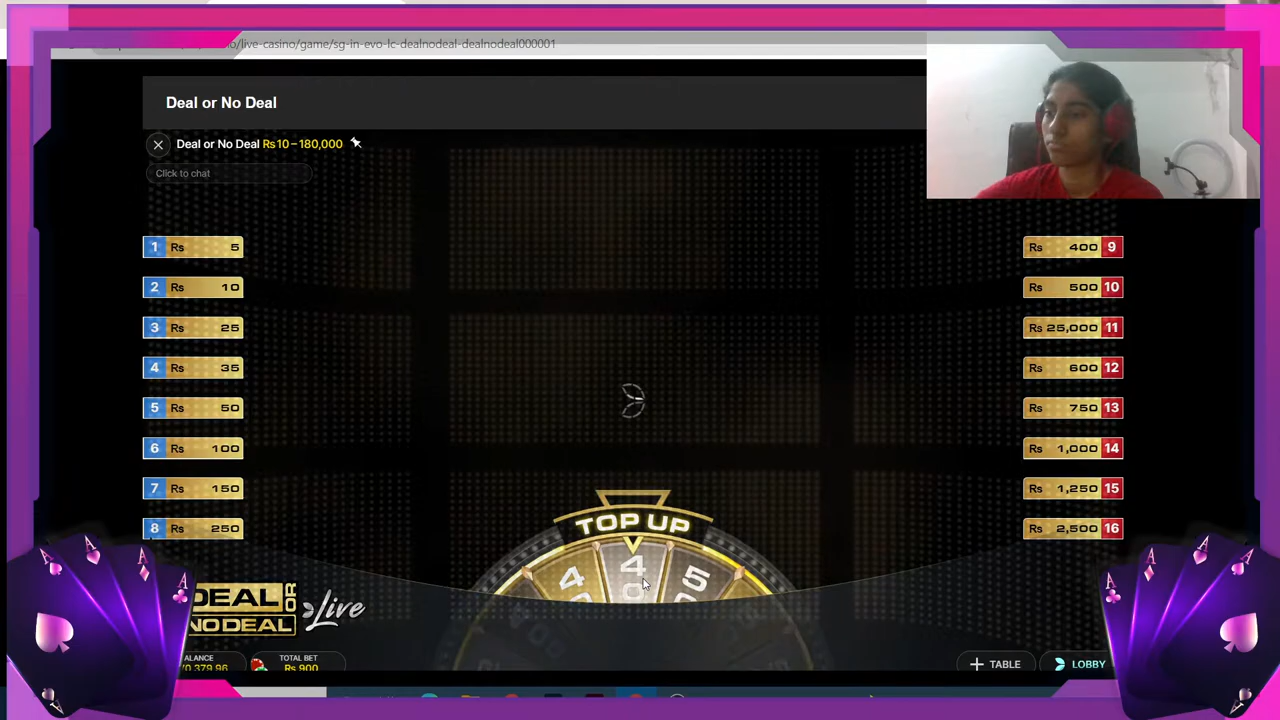 /live-casino/game/sg-in-evo-lc-dealnodeal-dealnodeal000001
Deal or No Deal
Deal or No Deal Rs10–180,000
Click to chat
1 Rs 5
2 Rs 10
3 Rs 25
4 Rs 35
5 Rs 50
6 Rs 100
7 Rs 150
8 Rs 250
Rs 400 9
Rs 500 10
Rs 25,000 11
Rs 600 12
Rs 750 13
Rs 1,000 14
Rs 1,250 15
Rs 2,500 16
TOP UP
4 4 5
DEAL OR
NO DEAL
Live
ALANCE
0,379.96
TOTAL BET
Rs 900
TABLE
LOBBY
A A A A
A A A A